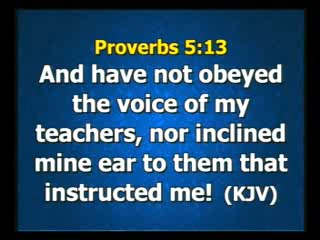 Proverbs 5:13
And have not obeyed
the voice of my
teachers, nor inclined
mine ear to them that
instructed me! (KJV)